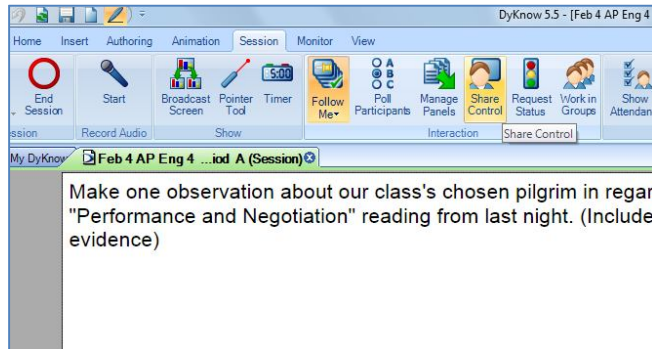 DyKnow 5.5 - [Feb 4 AP Eng 4
Home Insert Authoring Animation Session Monitor View
End Session
Start
Broadcast Screen
Pointer Tool
5:00
Timer
Follow Me
A
B
C
Poll Participants
Manage Panels
Share Control
Request Status
Work in Groups
Show Attendan
ssion Record Audio Show Interaction
Share Control
My DyKnow Feb 4 AP Eng 4 ...iod A (Session)
Make one observation about our class's chosen pilgrim in regar
"Performance and Negotiation" reading from last night. (Include
evidence)